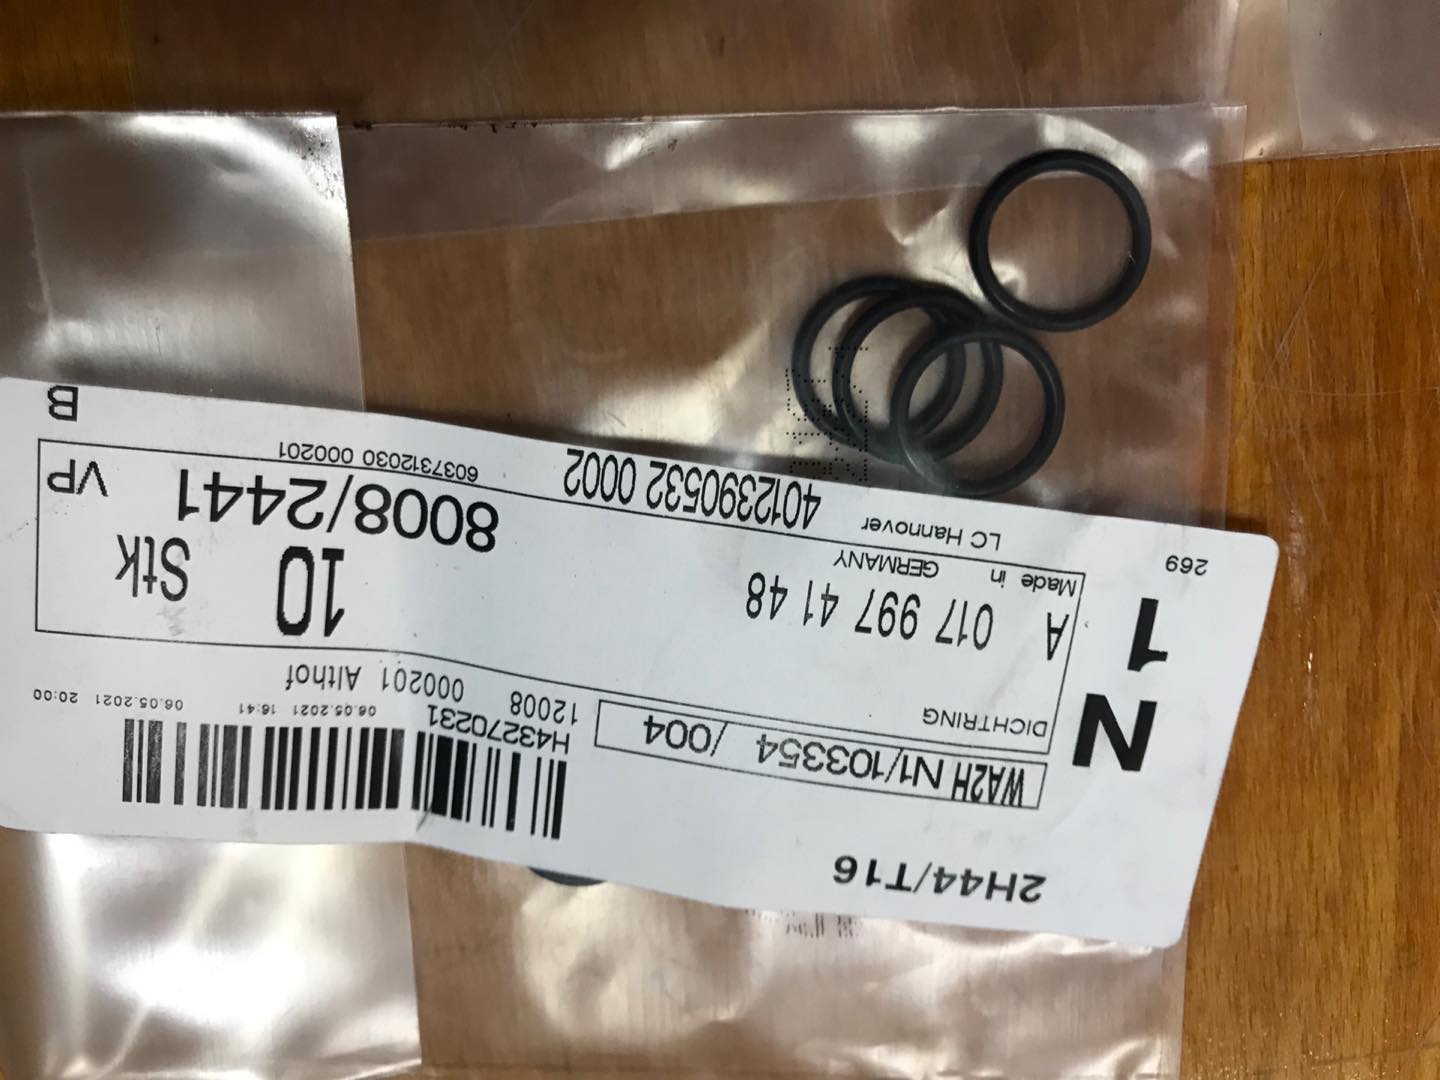 2H44/T16
WA2H N1/103354 /004
H43270231
06.05.2021 16:41
06.05.2021 20:00
N
1
DICHTRING
12008 000201 Althof
A 017 997 41 48
10 Stk
Made in GERMANY
8008/2441
VP
269
LC Hannover
4012390532 0002
6037312030 000201
B